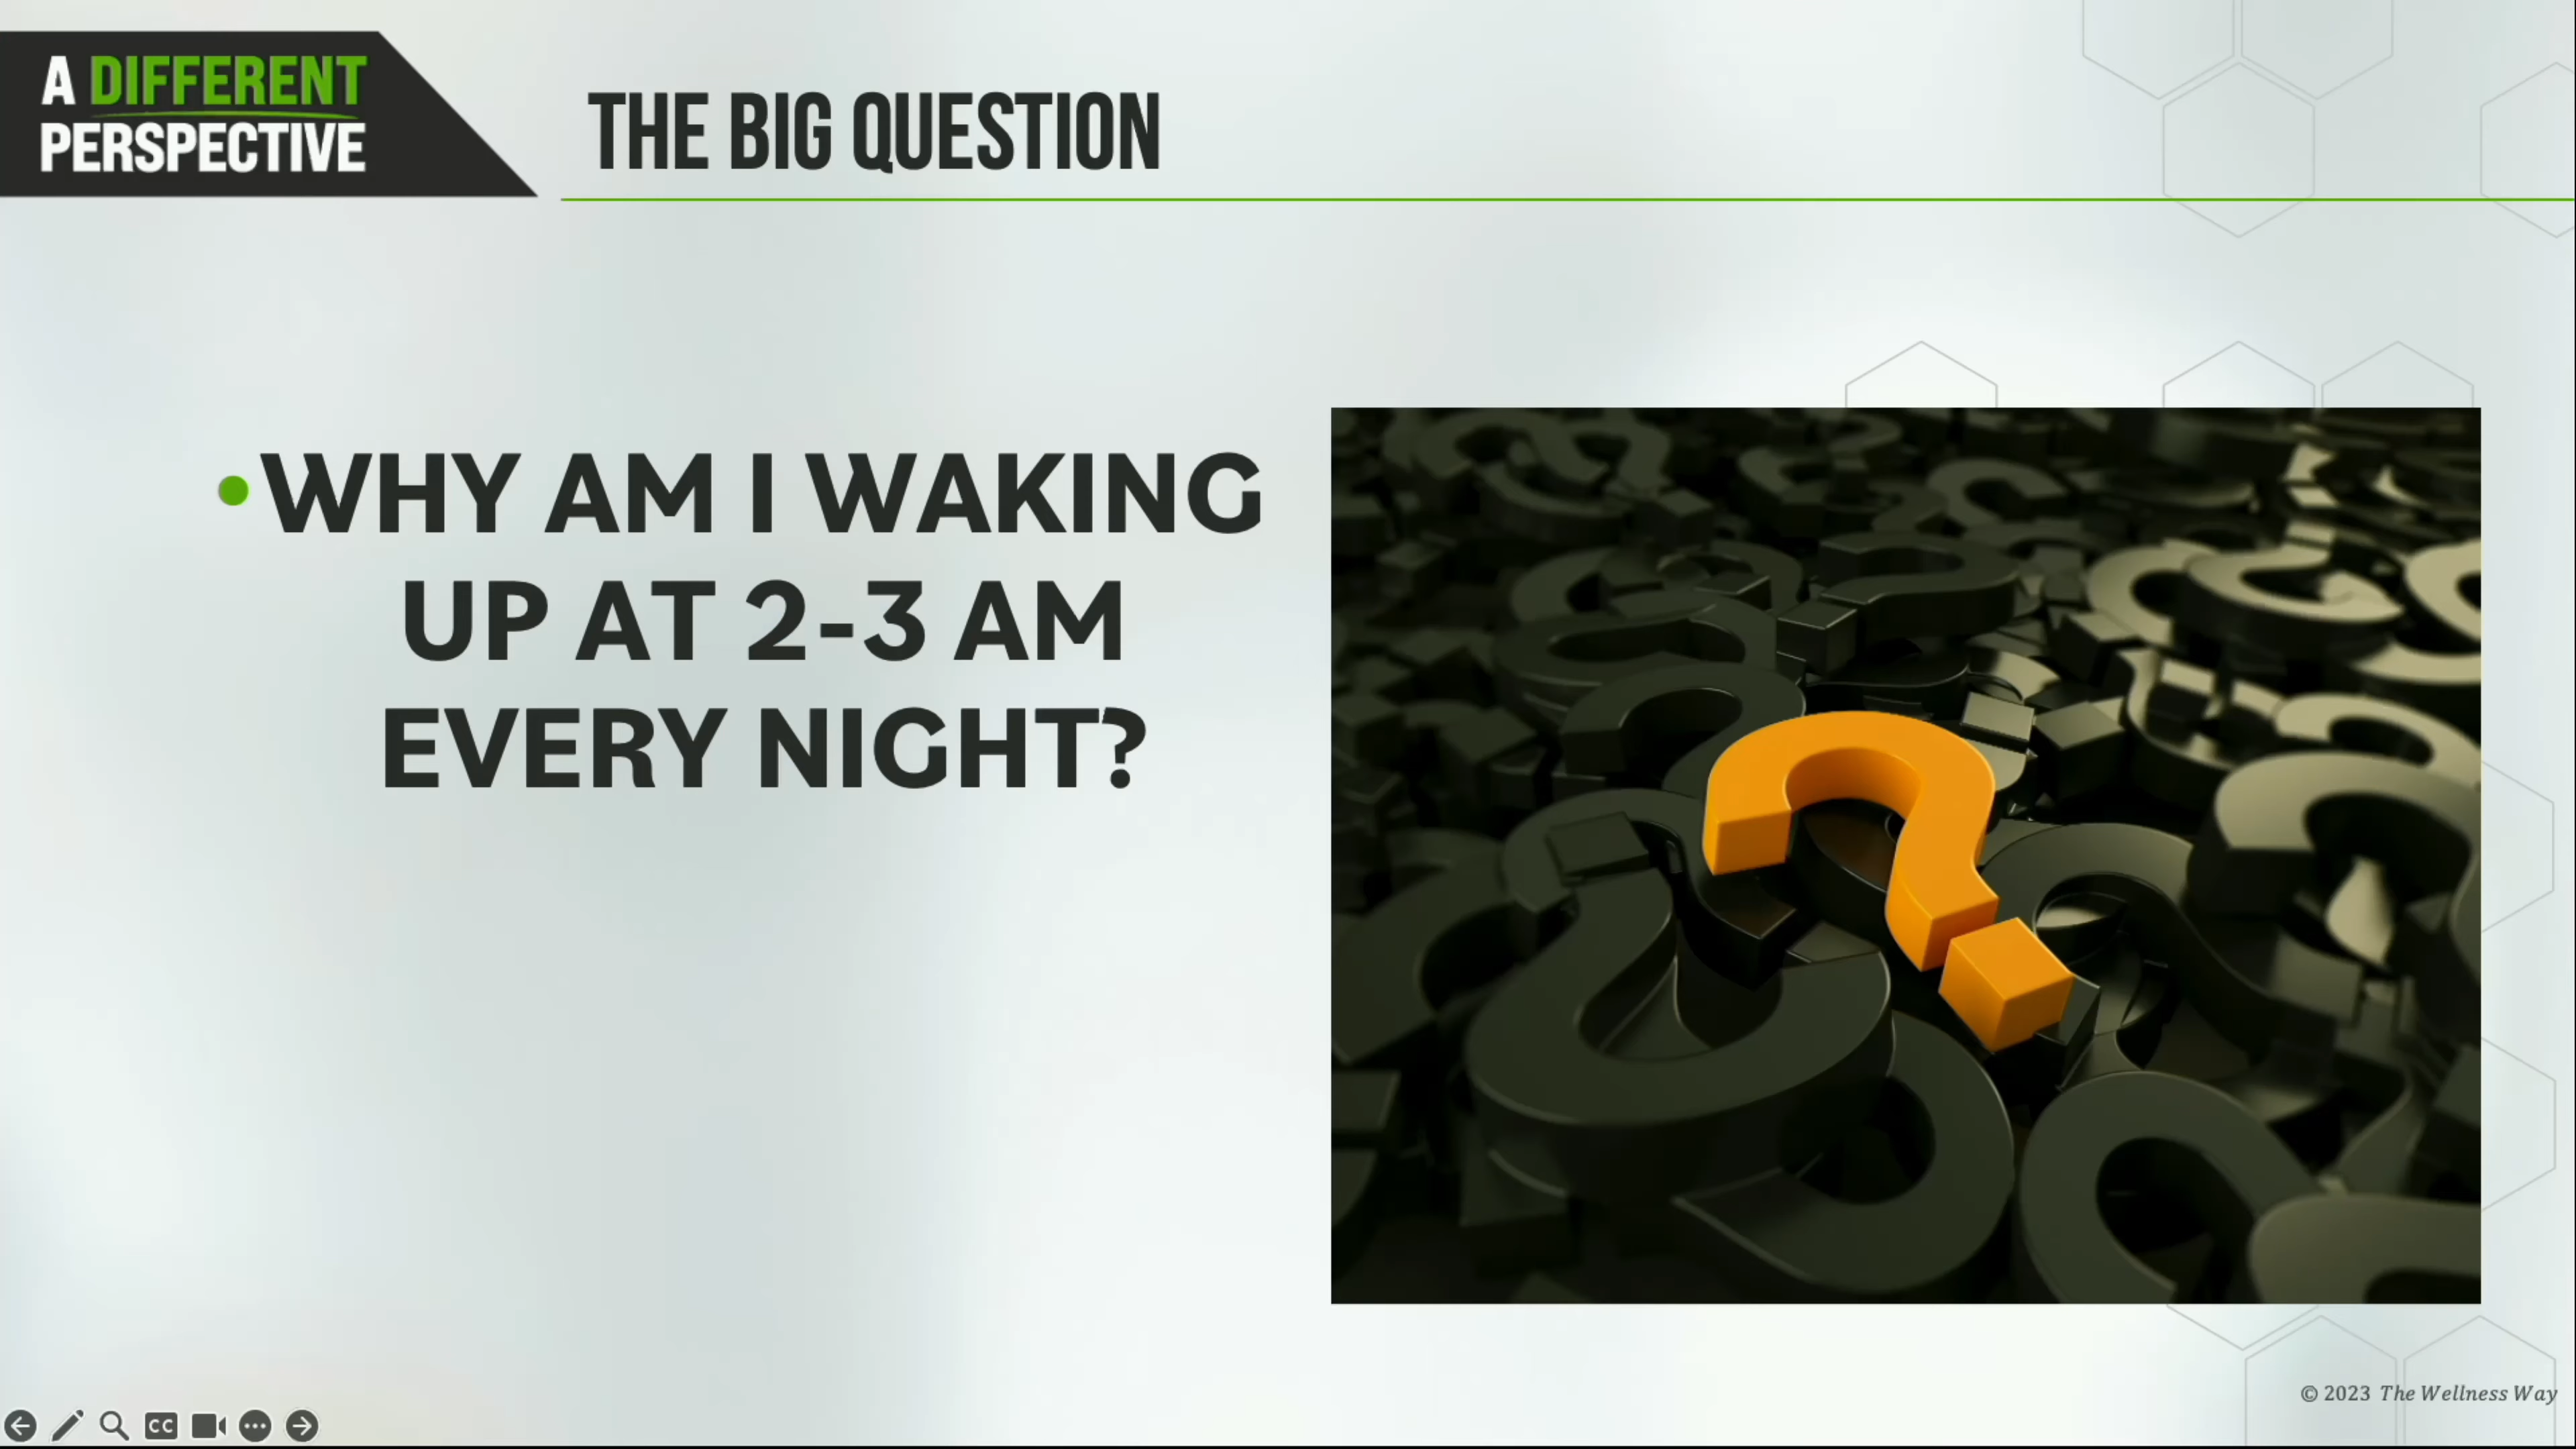 A DIFFERENT
PERSPECTIVE
THE BIG QUESTION
•WHY AM I WAKING
UP AT 2-3 AM
EVERY NIGHT?
© 2023 The Wellness Way
CC